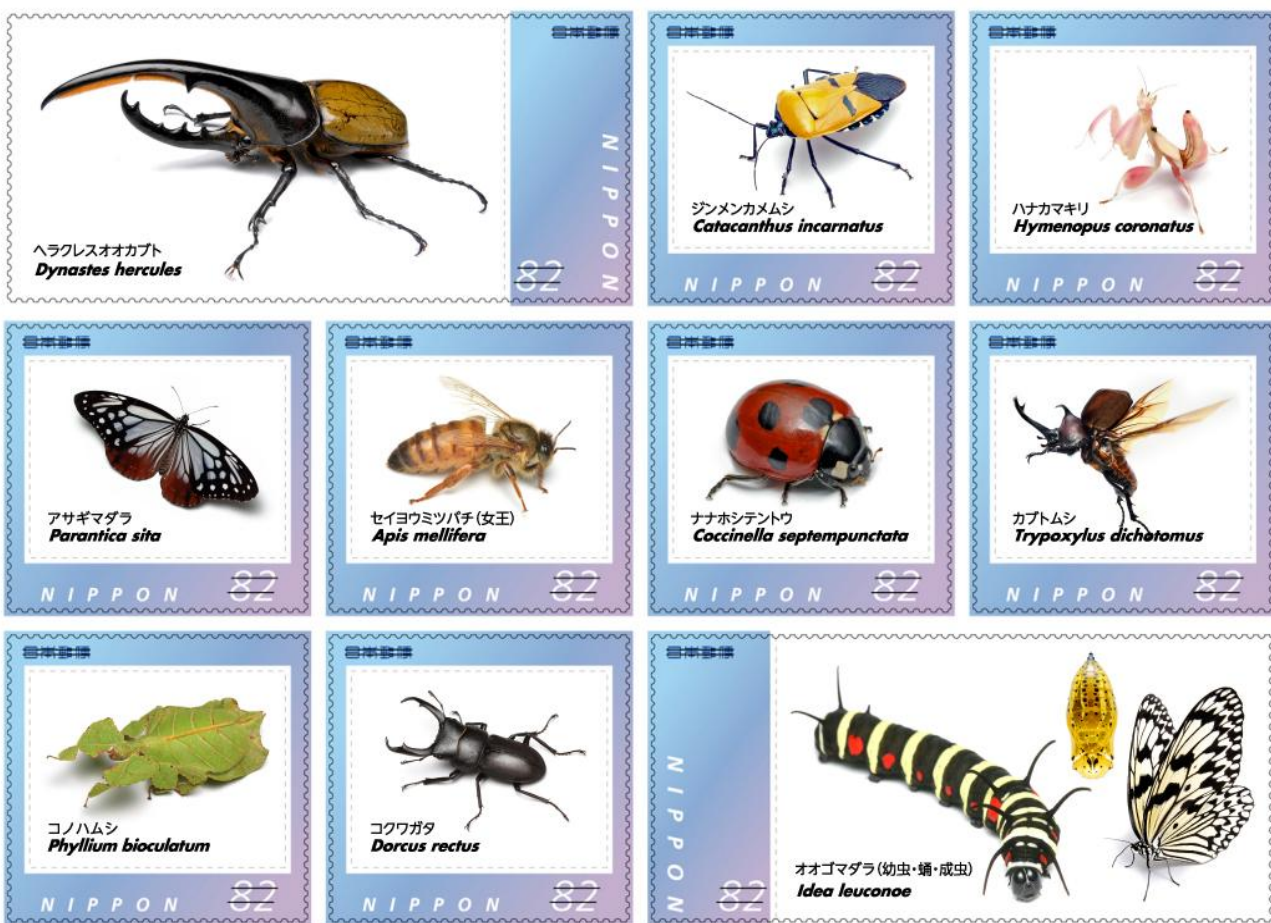 日本郵便
NIPPON
82
ヘラクレスオオカブト
Dynastes hercules
日本郵便
ジンメンカメムシ
Catacanthus incarnatus
NIPPON
82
日本郵便
ハナカマキリ
Hymenopus coronatus
NIPPON
82
日本郵便
アサギマダラ
Parantica sita
NIPPON
82
日本郵便
セイヨウミツバチ(女王)
Apis mellifera
NIPPON
82
日本郵便
ナナホシテントウ
Coccinella septempunctata
NIPPON
82
日本郵便
カブトムシ
Trypoxylus dichotomus
NIPPON
82
日本郵便
コノハムシ
Phyllium bioculatum
NIPPON
82
日本郵便
コクワガタ
Dorcus rectus
NIPPON
82
日本郵便
NIPPON
82
オオゴマダラ(幼虫・蛹・成虫)
Idea leuconoe